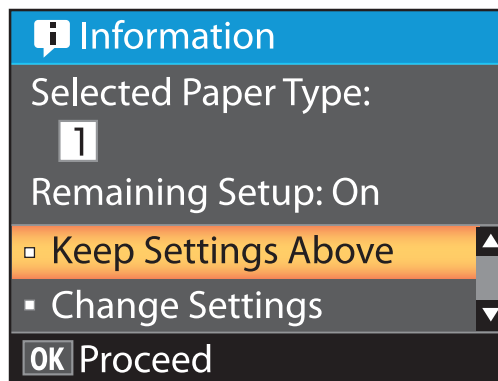 Information
Selected Paper Type:
1
Remaining Setup: On
Keep Settings Above
Change Settings
OK Proceed